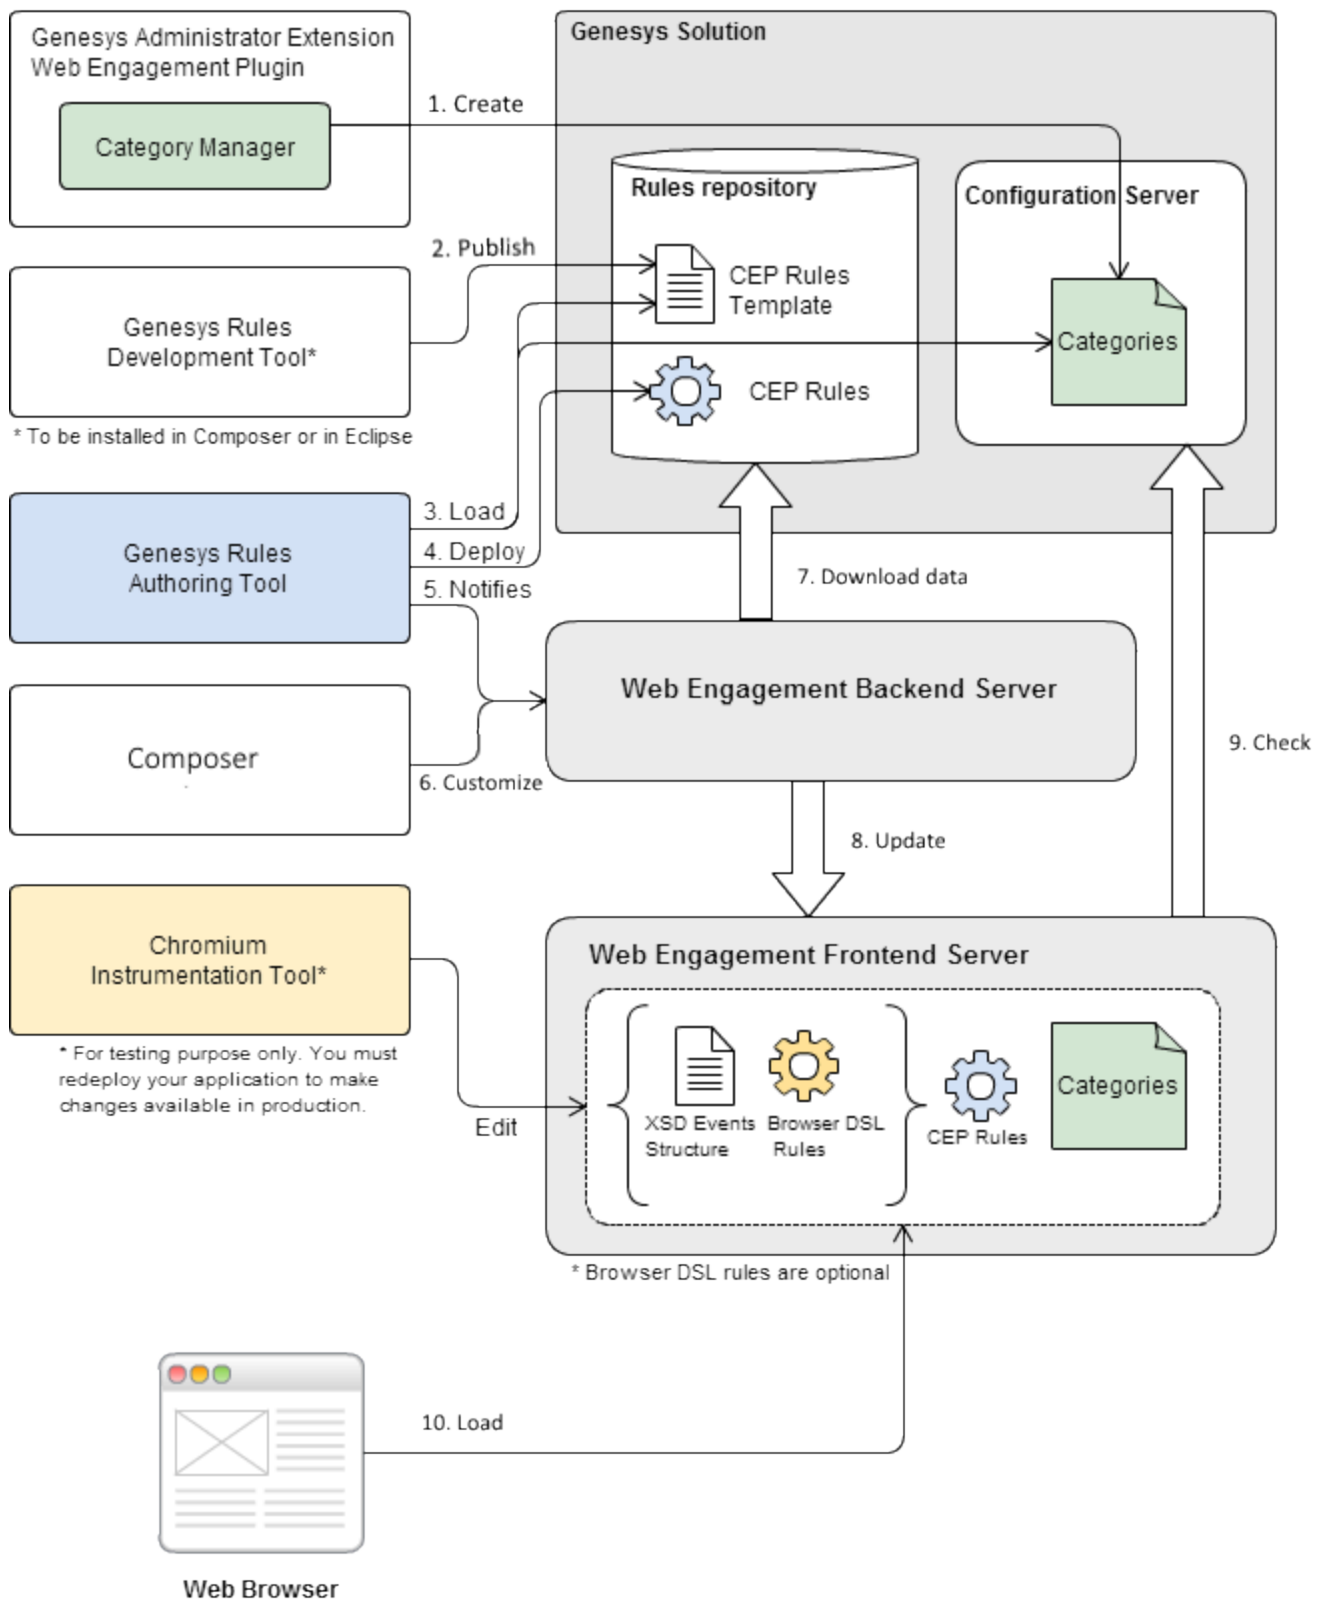 Genesys Administrator Extension
Web Engagement Plugin
Category Manager
1. Create
Genesys Solution
Rules repository
CEP Rules
Template
CEP Rules
Configuration Server
Categories
2. Publish
Genesys Rules
Development Tool*
* To be installed in Composer or in Eclipse
Genesys Rules
Authoring Tool
3. Load
4. Deploy
5. Notifies
7. Download data
Web Engagement Backend Server
Composer
6. Customize
9. Check
8. Update
Chromium
Instrumentation Tool*
* For testing purpose only. You must
redeploy your application to make
changes available in production.
Edit
Web Engagement Frontend Server
XSD Events
Structure
Browser DSL
Rules
CEP Rules
Categories
* Browser DSL rules are optional
10. Load
Web Browser